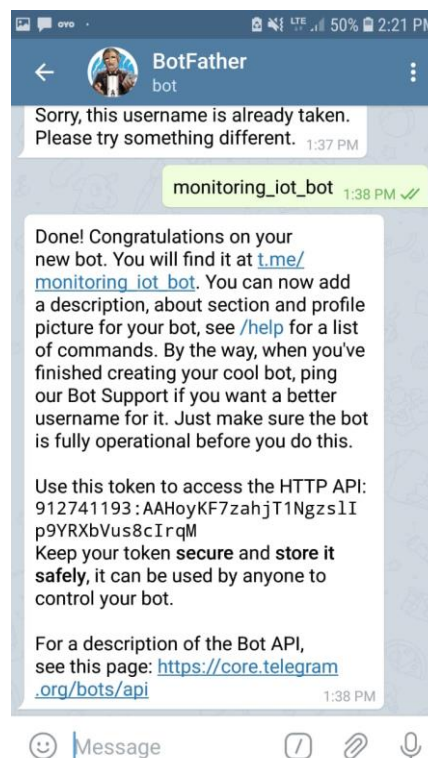 ovo · LTE 50% 2:21 PM
BotFather
bot
Sorry, this username is already taken.
Please try something different. 1:37 PM
monitoring_iot_bot 1:38 PM
Done! Congratulations on your
new bot. You will find it at t.me/
monitoring_iot_bot. You can now add
a description, about section and profile
picture for your bot, see /help for a list
of commands. By the way, when you've
finished creating your cool bot, ping
our Bot Support if you want a better
username for it. Just make sure the bot
is fully operational before you do this.
Use this token to access the HTTP API:
912741193:AAHoyKF7zahjT1NgzslI
p9YRXbVus8cIrqM
Keep your token secure and store it
safely, it can be used by anyone to
control your bot.
For a description of the Bot API,
see this page: https://core.telegram
.org/bots/api 1:38 PM
Message